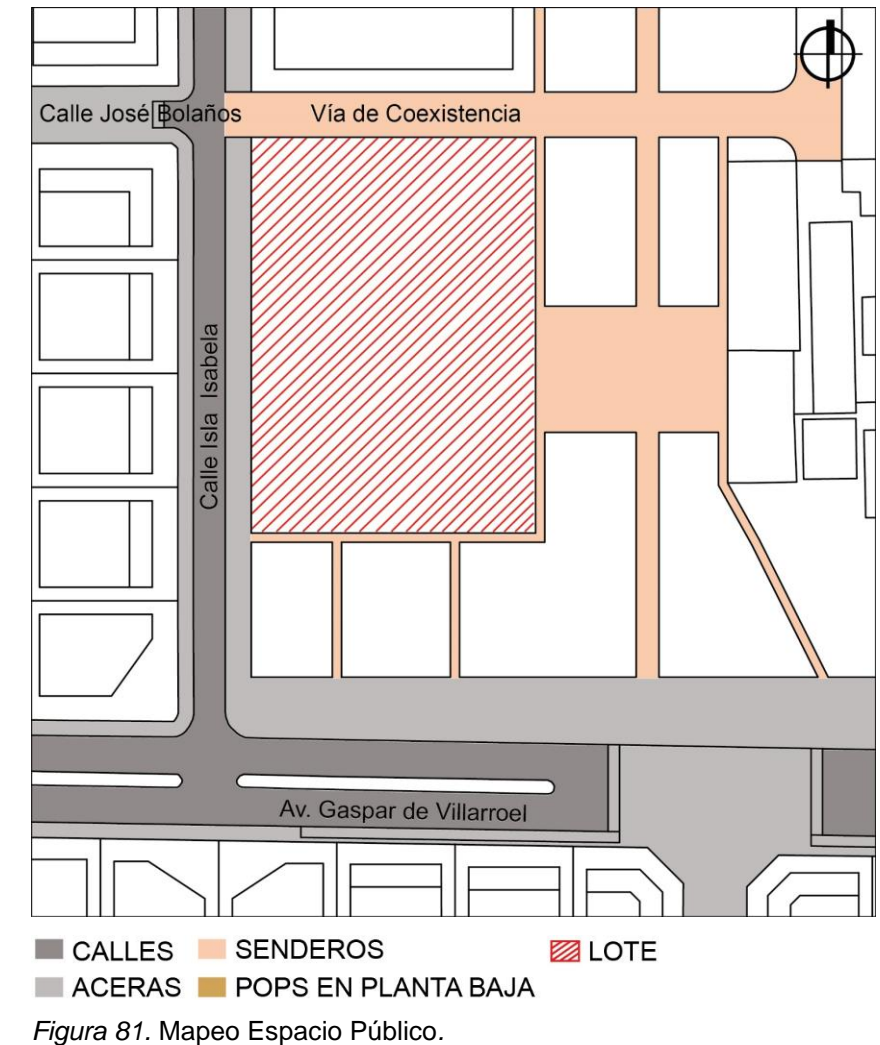 Calle José Bolaños
Vía de Coexistencia
Calle Isla Isabela
Av. Gaspar de Villarroel
CALLES
SENDEROS
LOTE
ACERAS
POPS EN PLANTA BAJA
Figura 81. Mapeo Espacio Público.